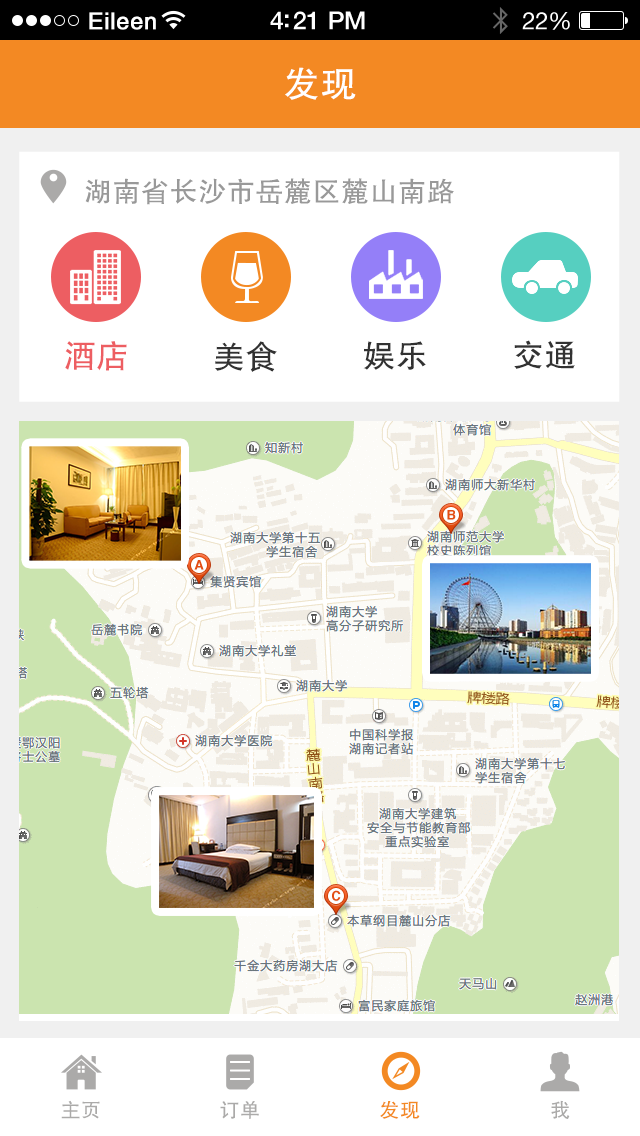 Eileen 4:21 PM 22%
发现
湖南省长沙市岳麓区麓山南路
酒店 美食 娱乐 交通
体育馆
知新村
湖南师大新华村
B
湖南师范大学
校史陈列馆
湖南大学第十五
学生宿舍
A
集贤宾馆
湖南大学
高分子研究所
岳麓书院
湖南大学礼堂
塔
湖南大学
五轮塔
牌楼路
牌楼
P
中国科学报
湖南记者站
湖南大学医院
鄂汉阳
士公墓
麓山南
湖南大学第十七
学生宿舍
湖南大学建筑
安全与节能教育部
重点实验室
C
本草纲目麓山分店
千金大药房湖大店
天马山
赵洲港
富民家庭旅馆
主页 订单 发现 我